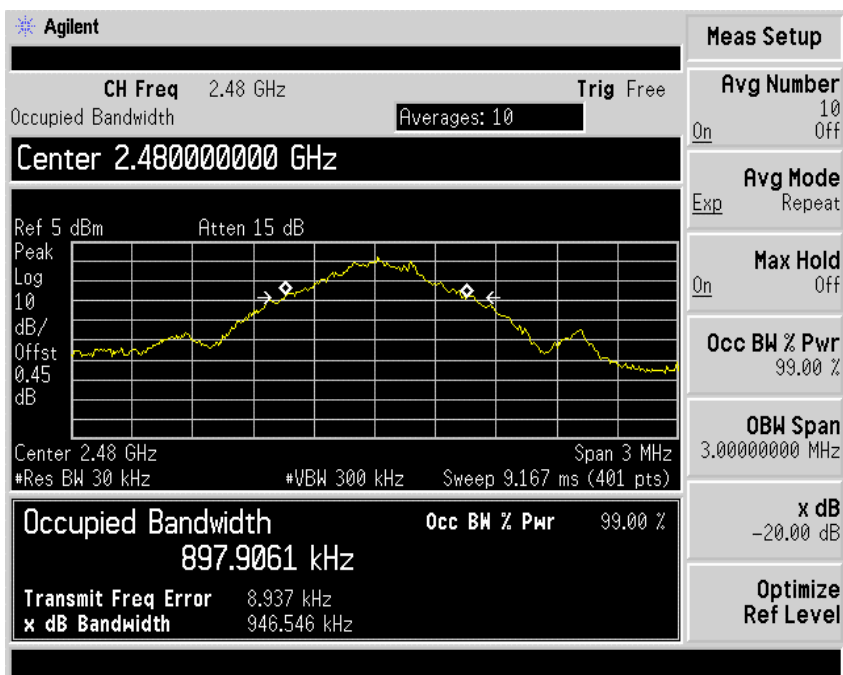 Agilent
CH Freq 2.48 GHz Trig Free
Occupied Bandwidth Averages: 10
Center 2.480000000 GHz
Ref 5 dBm Atten 15 dB
Peak
Log
10
dB/
Offst
0.45
dB
Center 2.48 GHz Span 3 MHz
#Res BW 30 kHz #VBW 300 kHz Sweep 9.167 ms (401 pts)
Occupied Bandwidth Occ BW % Pwr 99.00 %
897.9061 kHz
Transmit Freq Error 8.937 kHz
x dB Bandwidth 946.546 kHz
Meas Setup
Avg Number
10
On Off
Avg Mode
Exp Repeat
Max Hold
On Off
Occ BW % Pwr
99.00 %
OBW Span
3.00000000 MHz
x dB
-20.00 dB
Optimize
Ref Level